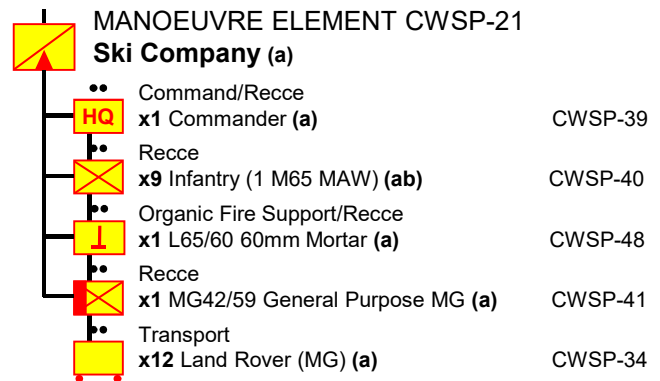 MANOEUVRE ELEMENT CWSP-21
Ski Company (a)
Command/Recce
HQ x1 Commander (a) CWSP-39
Recce
x9 Infantry (1 M65 MAW) (ab) CWSP-40
Organic Fire Support/Recce
x1 L65/60 60mm Mortar (a) CWSP-48
Recce
x1 MG42/59 General Purpose MG (a) CWSP-41
Transport
x12 Land Rover (MG) (a) CWSP-34